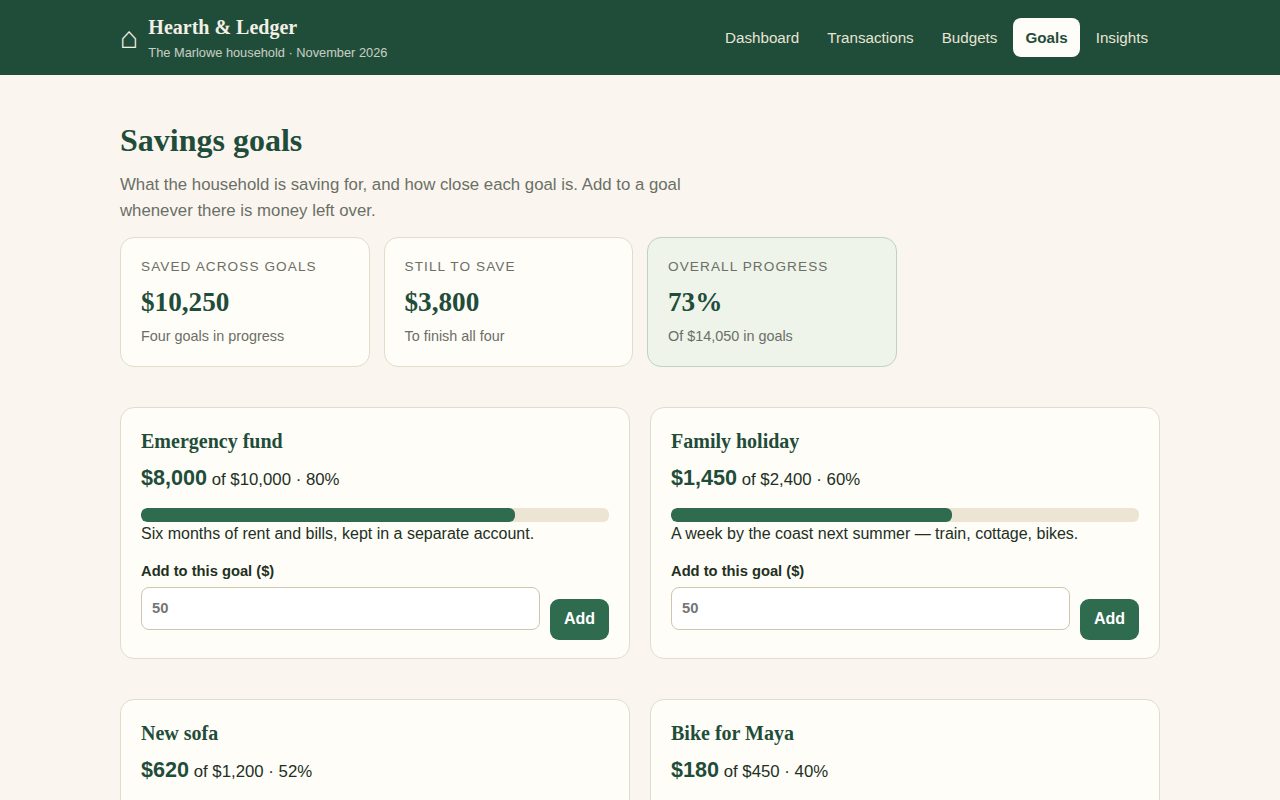 Hearth & Ledger
The Marlowe household · November 2026
Dashboard
Transactions
Budgets
Goals
Insights
Savings goals
What the household is saving for, and how close each goal is. Add to a goal
whenever there is money left over.
SAVED ACROSS GOALS
$10,250
Four goals in progress
STILL TO SAVE
$3,800
To finish all four
OVERALL PROGRESS
73%
Of $14,050 in goals
Emergency fund
$8,000 of $10,000 · 80%
Six months of rent and bills, kept in a separate account.
Add to this goal ($)
50
Add
Family holiday
$1,450 of $2,400 · 60%
A week by the coast next summer — train, cottage, bikes.
Add to this goal ($)
50
Add
New sofa
$620 of $1,200 · 52%
Bike for Maya
$180 of $450 · 40%